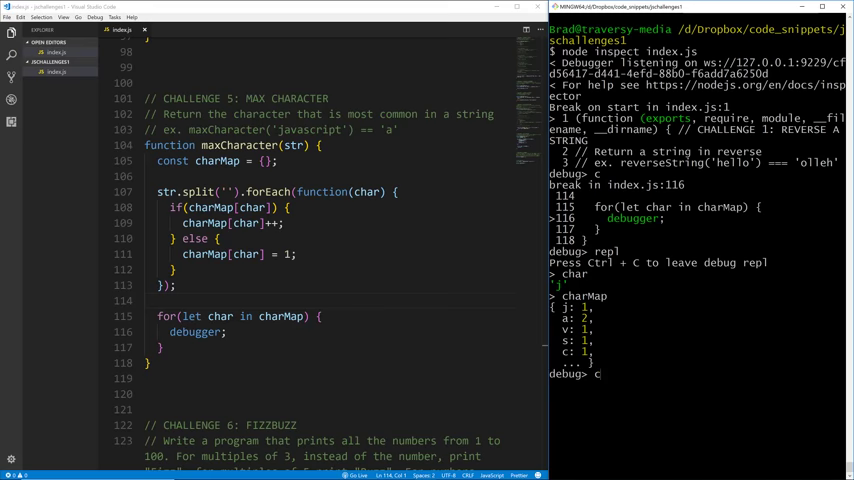 index.js - jschallenges1 - Visual Studio Code
File Edit Selection View Go Debug Tasks Help
EXPLORER
OPEN EDITORS
index.js
JSCHALLENGES1
index.js
index.js
97 }
98
99
100
101 // CHALLENGE 5: MAX CHARACTER
102 // Return the character that is most common in a string
103 // ex. maxCharacter('javascript') == 'a'
104 function maxCharacter(str) {
105 const charMap = {};
106
107 str.split('').forEach(function(char) {
108 if(charMap[char]) {
109 charMap[char]++;
110 } else {
111 charMap[char] = 1;
112 }
113 });
114
115 for(let char in charMap) {
116 debugger;
117 }
118 }
119
120
121
122 // CHALLENGE 6: FIZZBUZZ
123 // Write a program that prints all the numbers from 1 to
100. For multiples of 3, instead of the number, print
0 0
Go Live
Ln 114, Col 1
Spaces: 2
UTF-8
CRLF
JavaScript
Prettier
MINGW64:/d/Dropbox/code_snippets/jschallenges1
Brad@traversy-media /d/Dropbox/code_snippets/j
schallenges1
$ node inspect index.js
< Debugger listening on ws://127.0.0.1:9229/cf
d56417-d441-4efd-88b0-f6add7a6250d
< For help see https://nodejs.org/en/docs/insp
ector
Break on start in index.js:1
> 1 (function (exports, require, module, __fil
ename, __dirname) { // CHALLENGE 1: REVERSE A
STRING
2 // Return a string in reverse
3 // ex. reverseString('hello') === 'olleh'
debug> c
break in index.js:116
114
115 for(let char in charMap) {
>116 debugger;
117 }
118 }
debug> repl
Press Ctrl + C to leave debug repl
> char
'j'
> charMap
{ j: 1,
a: 2,
v: 1,
s: 1,
c: 1,
... }
debug> c